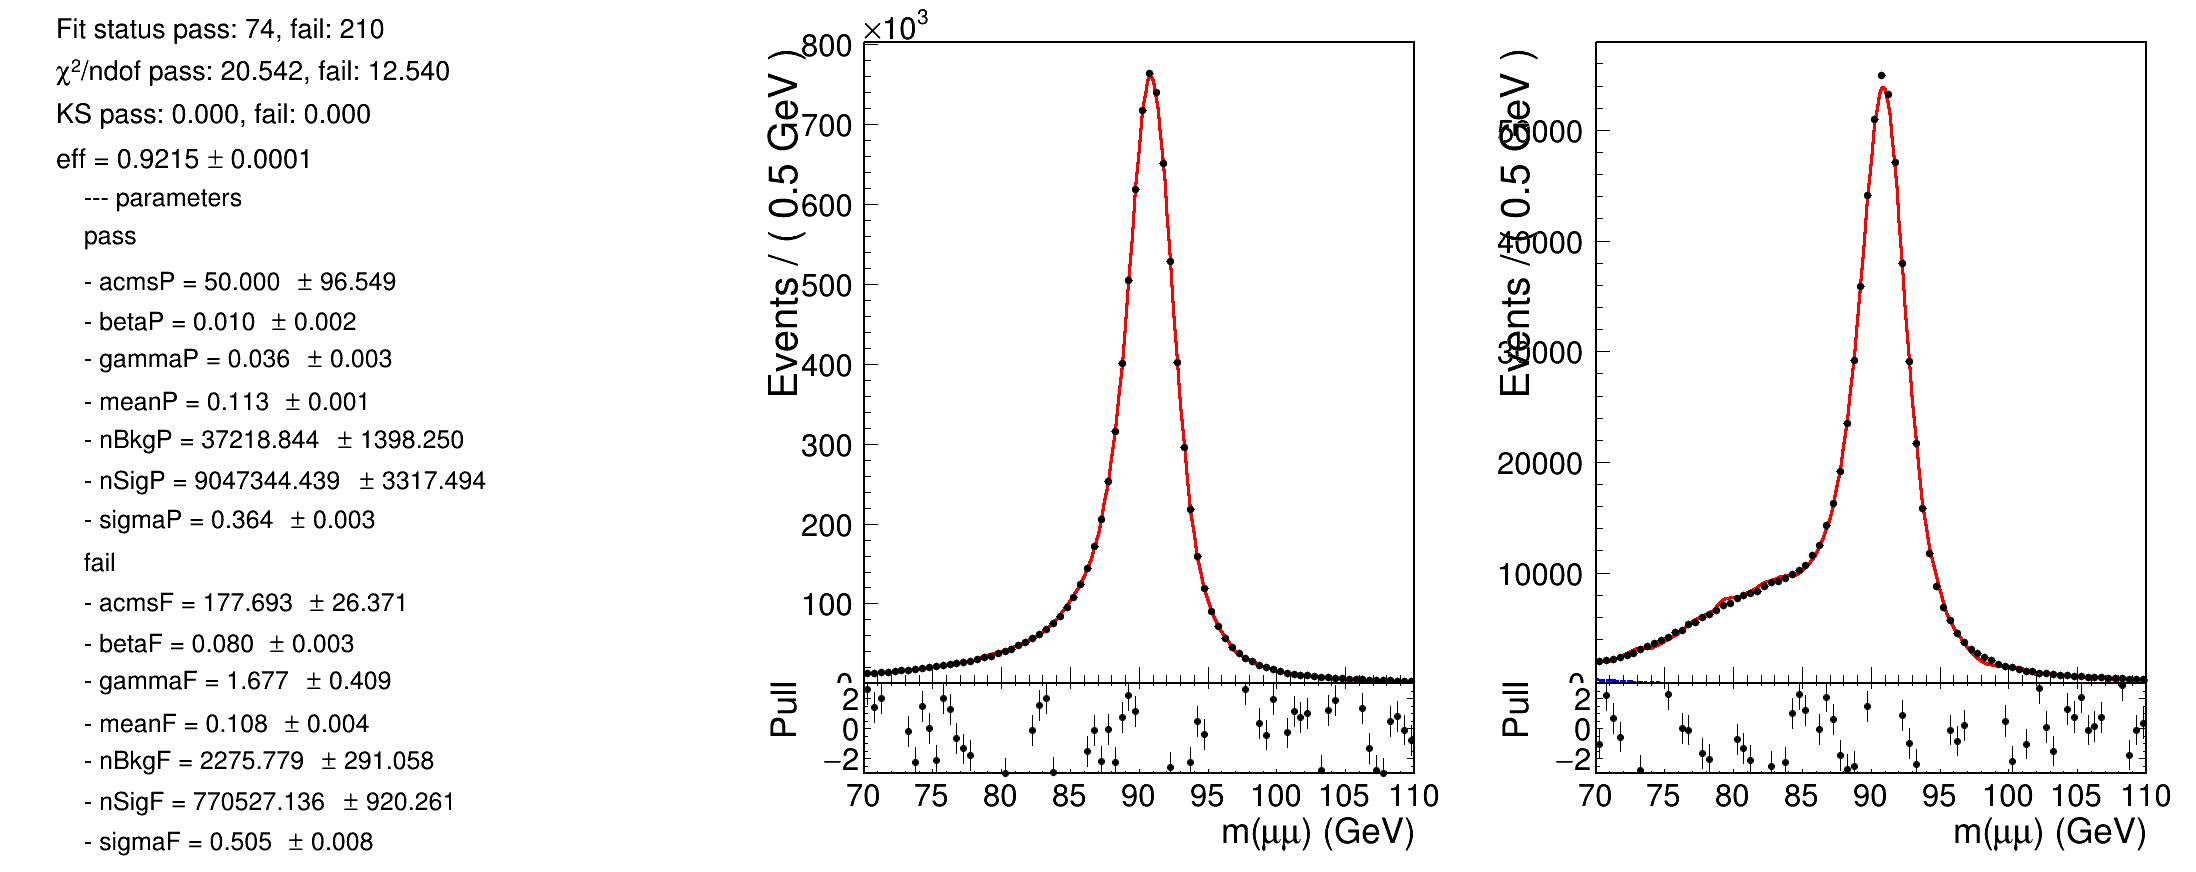 Fit status pass: 74, fail: 210
χ²/ndof pass: 20.542, fail: 12.540
KS pass: 0.000, fail: 0.000
eff = 0.9215 ± 0.0001
--- parameters
pass
- acmsP = 50.000 ± 96.549
- betaP = 0.010 ± 0.002
- gammaP = 0.036 ± 0.003
- meanP = 0.113 ± 0.001
- nBkgP = 37218.844 ± 1398.250
- nSigP = 9047344.439 ± 3317.494
- sigmaP = 0.364 ± 0.003
fail
- acmsF = 177.693 ± 26.371
- betaF = 0.080 ± 0.003
- gammaF = 1.677 ± 0.409
- meanF = 0.108 ± 0.004
- nBkgF = 2275.779 ± 291.058
- nSigF = 770527.136 ± 920.261
- sigmaF = 0.505 ± 0.008
×10³
Events / ( 0.5 GeV )
800
700
600
500
400
300
200
100
0
Pull
2
0
−2
70 75 80 85 90 95 100 105 110
m(μμ) (GeV)
Events / ( 0.5 GeV )
50000
40000
30000
20000
10000
0
Pull
2
0
−2
70 75 80 85 90 95 100 105 110
m(μμ) (GeV)